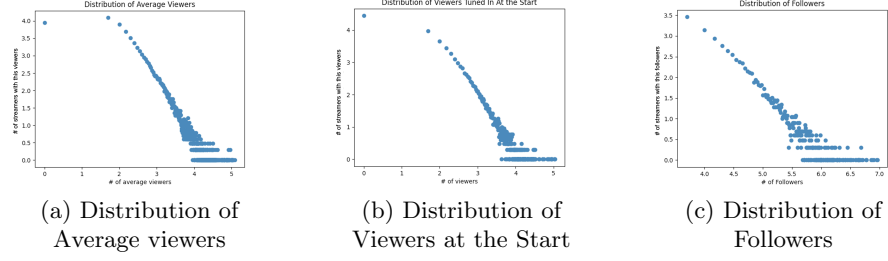 Distribution of Average Viewers
Distribution of Viewers Tuned In At the Start
Distribution of Followers
# of streamers with this viewers
4.0
3.5
3.0
2.5
2.0
1.5
1.0
0.5
0.0
0 1 2 3 4 5
# of average viewers
# of streamers with this viewers
4
3
2
1
0
0 1 2 3 4 5
# of viewers
# of streamers with this followers
3.5
3.0
2.5
2.0
1.5
1.0
0.5
0.0
4.0 4.5 5.0 5.5 6.0 6.5 7.0
# of Followers
(a) Distribution of
Average viewers
(b) Distribution of
Viewers at the Start
(c) Distribution of
Followers